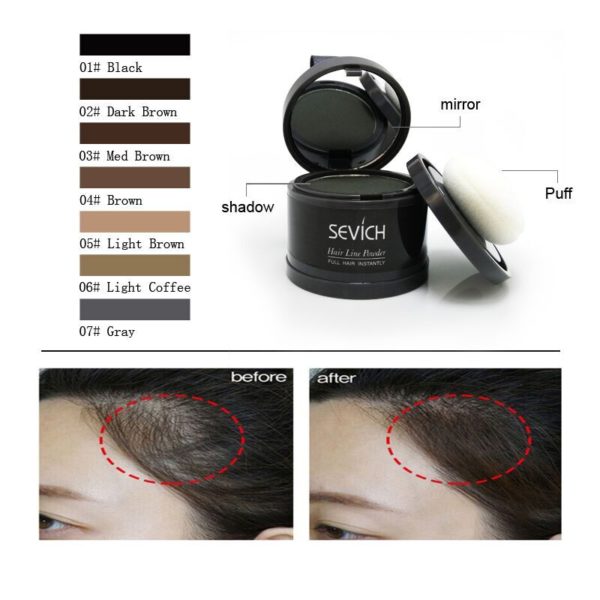 01# Black
02# Dark Brown
03# Med Brown
04# Brown
05# Light Brown
06# Light Coffee
07# Gray
mirror
Puff
shadow
SEVÍCH
Hair Line Powder
FULL HAIR INSTANTLY
before
after